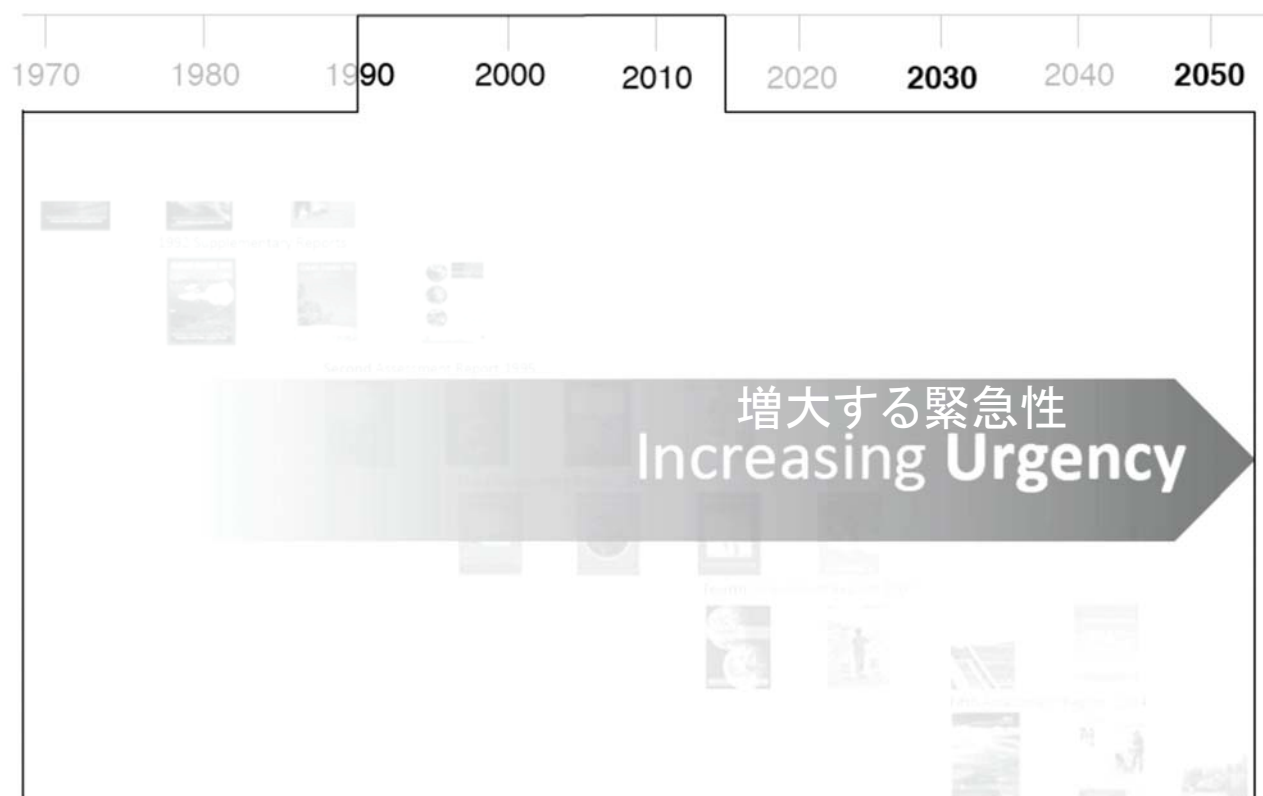 1970 1980 1990 2000 2010 2020 2030 2040 2050
1992 Supplementary Reports
Second Assessment Report 1995
増大する緊急性
Increasing Urgency